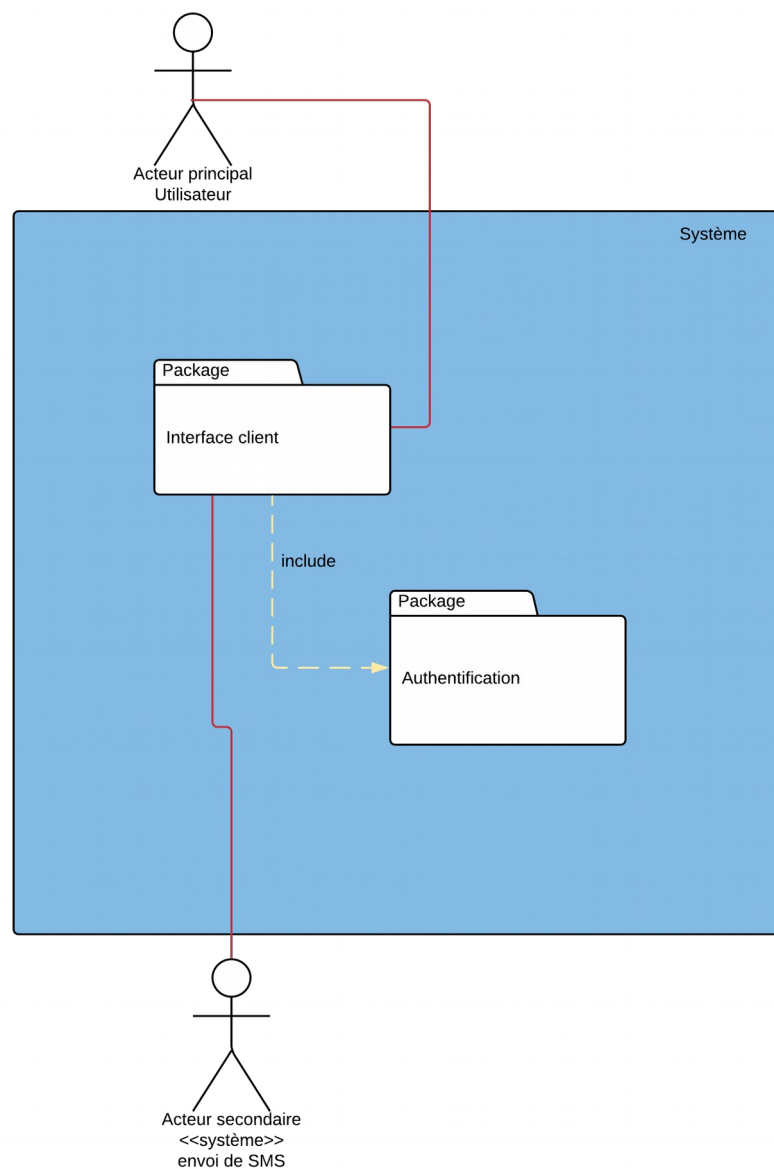 Acteur principal
Utilisateur
Système
Package
Interface client
include
Package
Authentification
Acteur secondaire
<<système>>
envoi de SMS